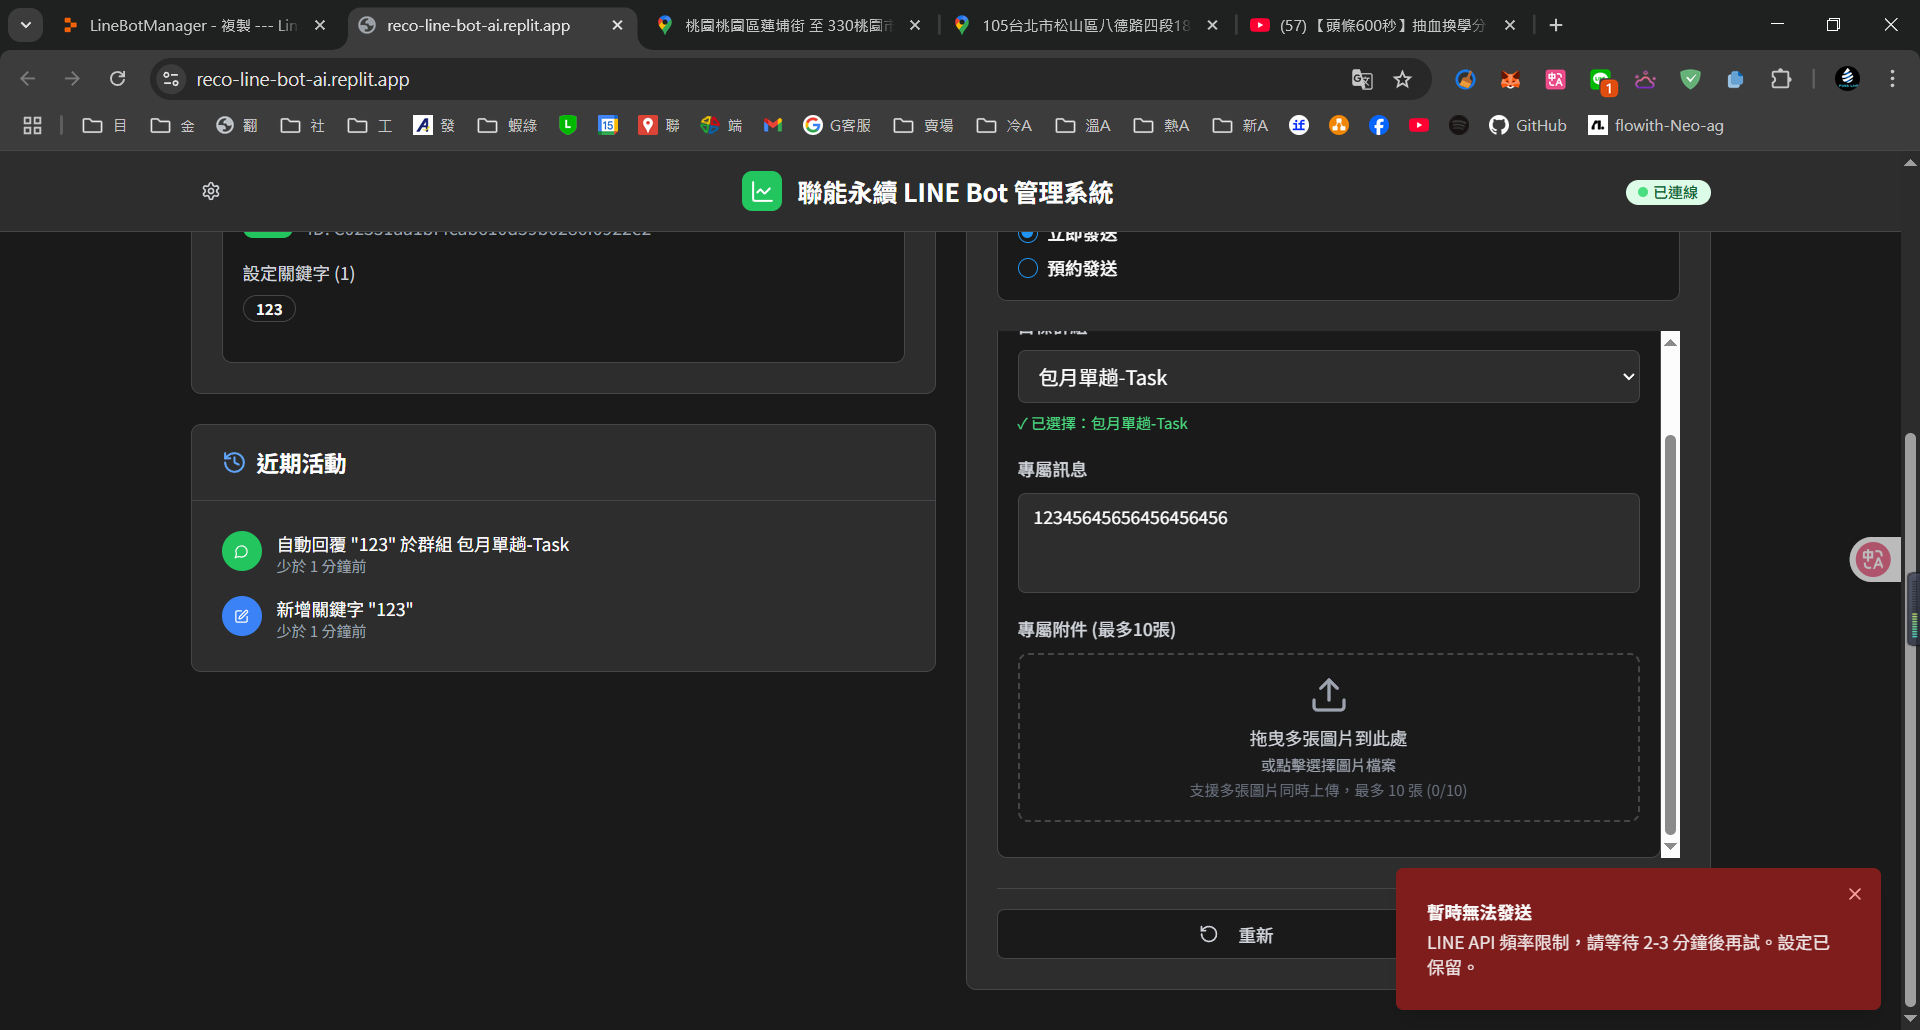 LineBotManager - 複製 --- Lin
reco-line-bot-ai.replit.app
桃園桃園區蓮埔街 至 330桃園市
105台北市松山區八德路四段18
(57) 【頭條600秒】抽血換學分
reco-line-bot-ai.replit.app
1
目
金
翻
社
工
發
蝦綠
15
聯
端
G客服
賣場
冷A
溫A
熱A
新A
GitHub
flowith-Neo-ag
聯能永續 LINE Bot 管理系統
已連線
設定關鍵字 (1)
123
立即發送
預約發送
包月單趟-Task
✓ 已選擇：包月單趟-Task
專屬訊息
12345645656456456456
專屬附件 (最多10張)
拖曳多張圖片到此處
或點擊選擇圖片檔案
支援多張圖片同時上傳，最多 10 張 (0/10)
近期活動
自動回覆 "123" 於群組 包月單趟-Task
少於 1 分鐘前
新增關鍵字 "123"
少於 1 分鐘前
重新
暫時無法發送
LINE API 頻率限制，請等待 2-3 分鐘後再試。設定已
保留。